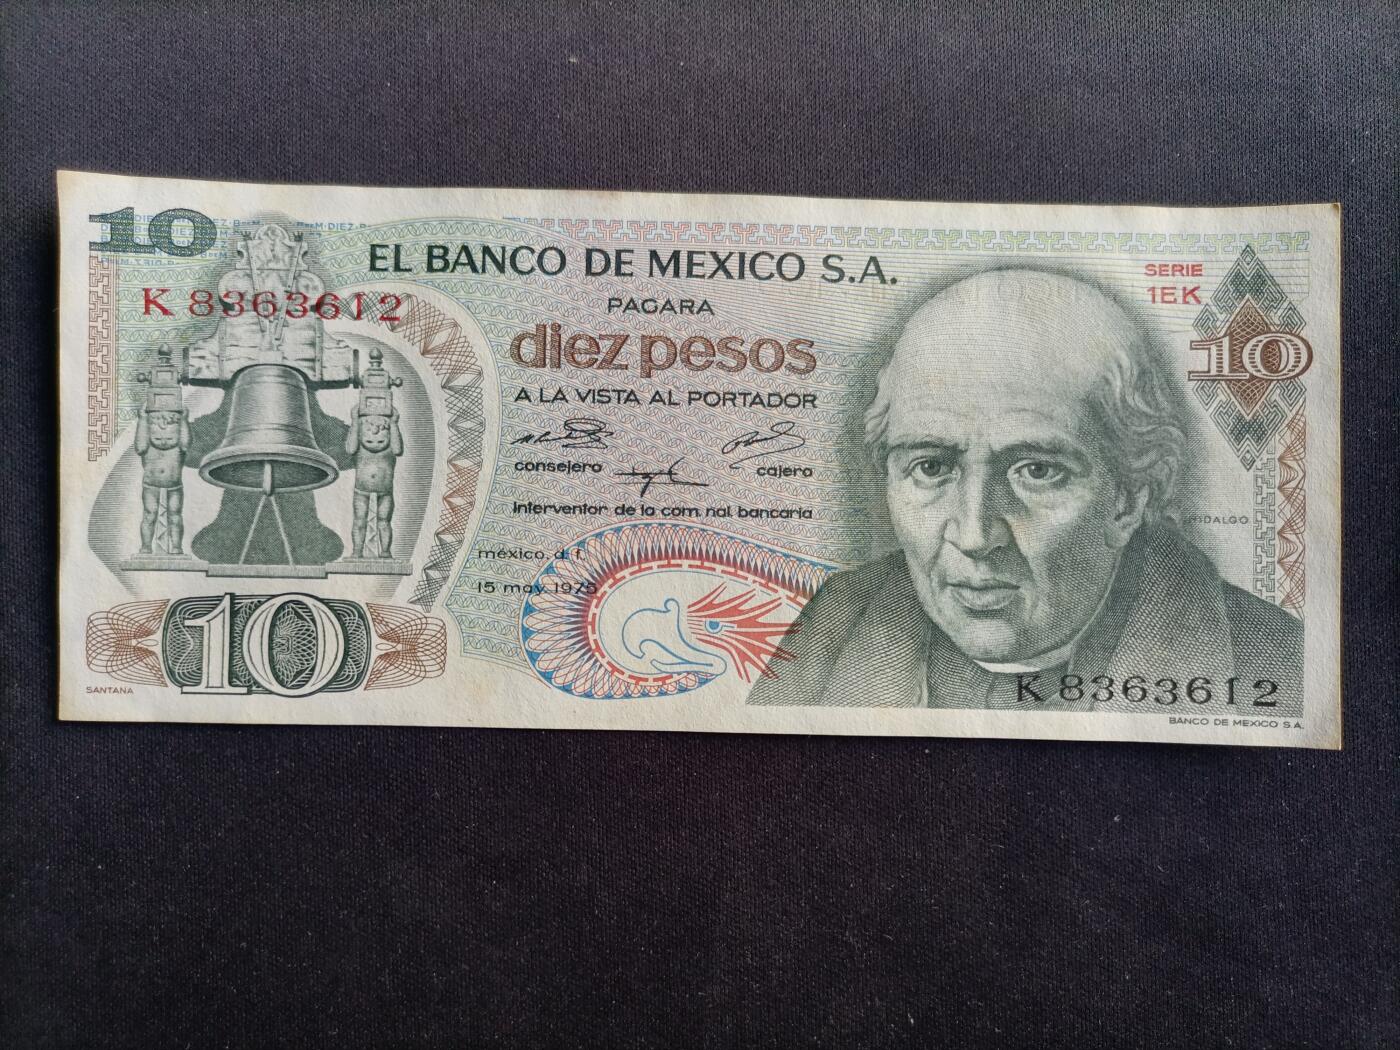 10
EL BANCO DE MEXICO S.A.
SERIE
1EK
K 8363612
PAGARA
diez pesos
10
A LA VISTA AL PORTADOR
consejero
cajero
Interventor de la com. nal. bancaria
HIDALGO
méxico, d. f.
15 may 1975
10
SANTANA
K 8363612
BANCO DE MEXICO S.A.